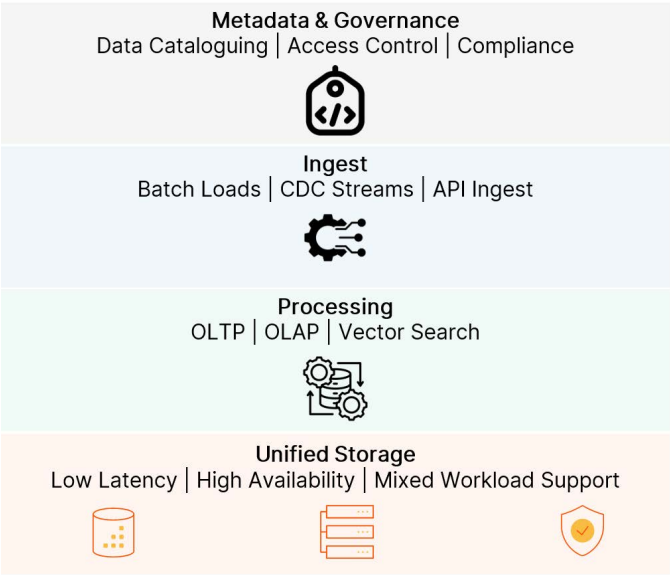 Metadata & Governance
Data Cataloguing | Access Control | Compliance
Ingest
Batch Loads | CDC Streams | API Ingest
Processing
OLTP | OLAP | Vector Search
Unified Storage
Low Latency | High Availability | Mixed Workload Support